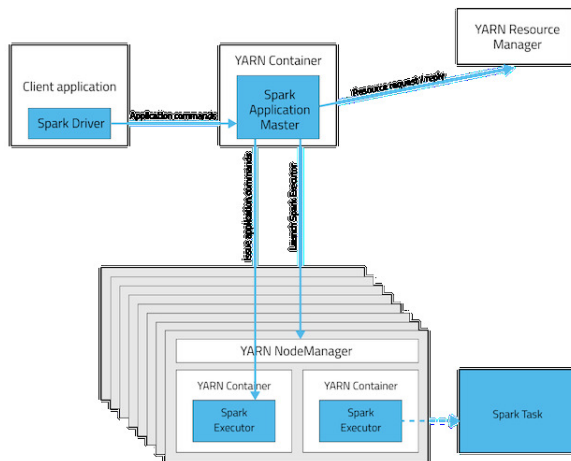 YARN Resource
Manager
YARN Container
Client application
Spark
Application
Master
Spark Driver
Application commands
Resource request / reply
Issue application commands
Launch Spark Executor
YARN NodeManager
YARN Container
YARN Container
Spark
Executor
Spark
Executor
Spark Task